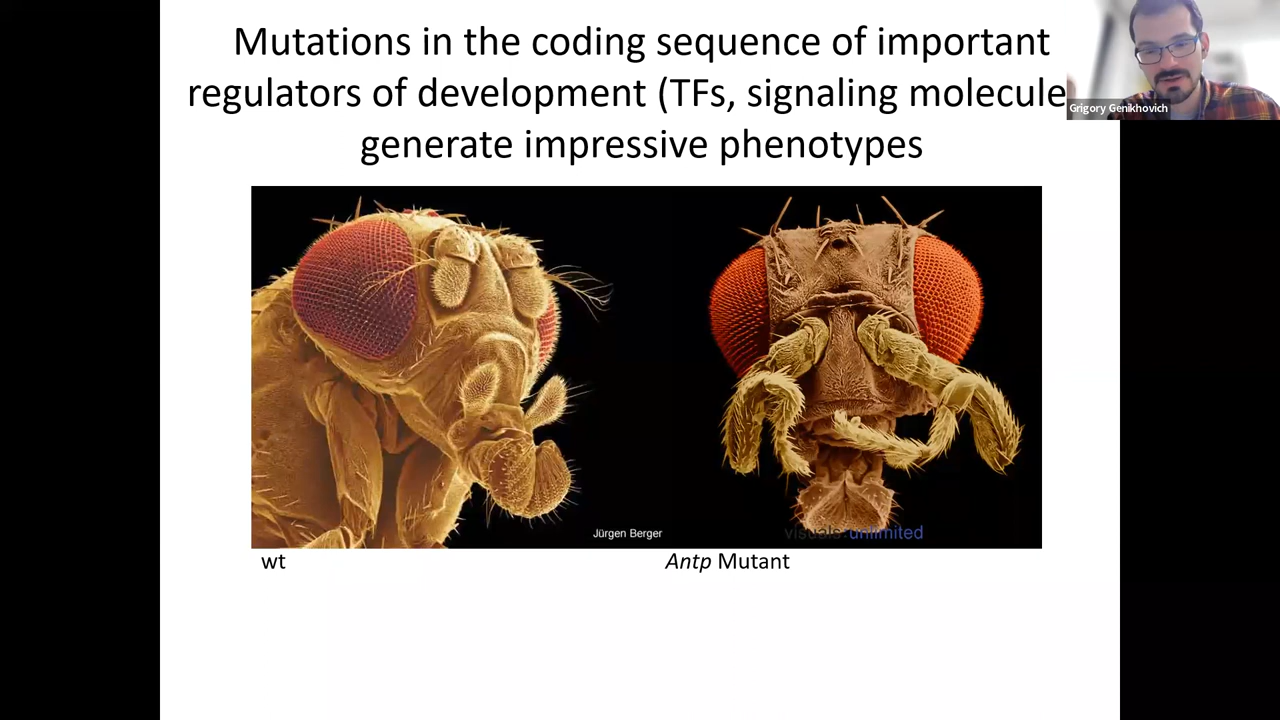 Mutations in the coding sequence of important
regulators of development (TFs, signaling molecule
generate impressive phenotypes
Grigory Genikhovich
Jürgen Berger
visuals unlimited
wt
Antp Mutant